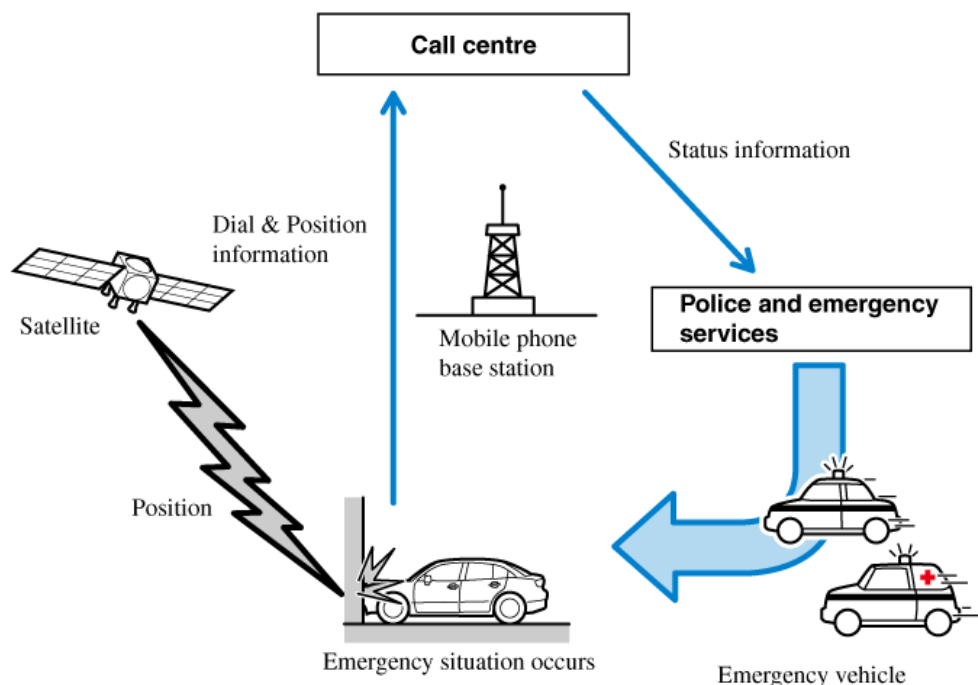 Call centre
Status information
Dial & Position
information
Satellite
Mobile phone
base station
Police and emergency
services
Position
Emergency situation occurs
Emergency vehicle